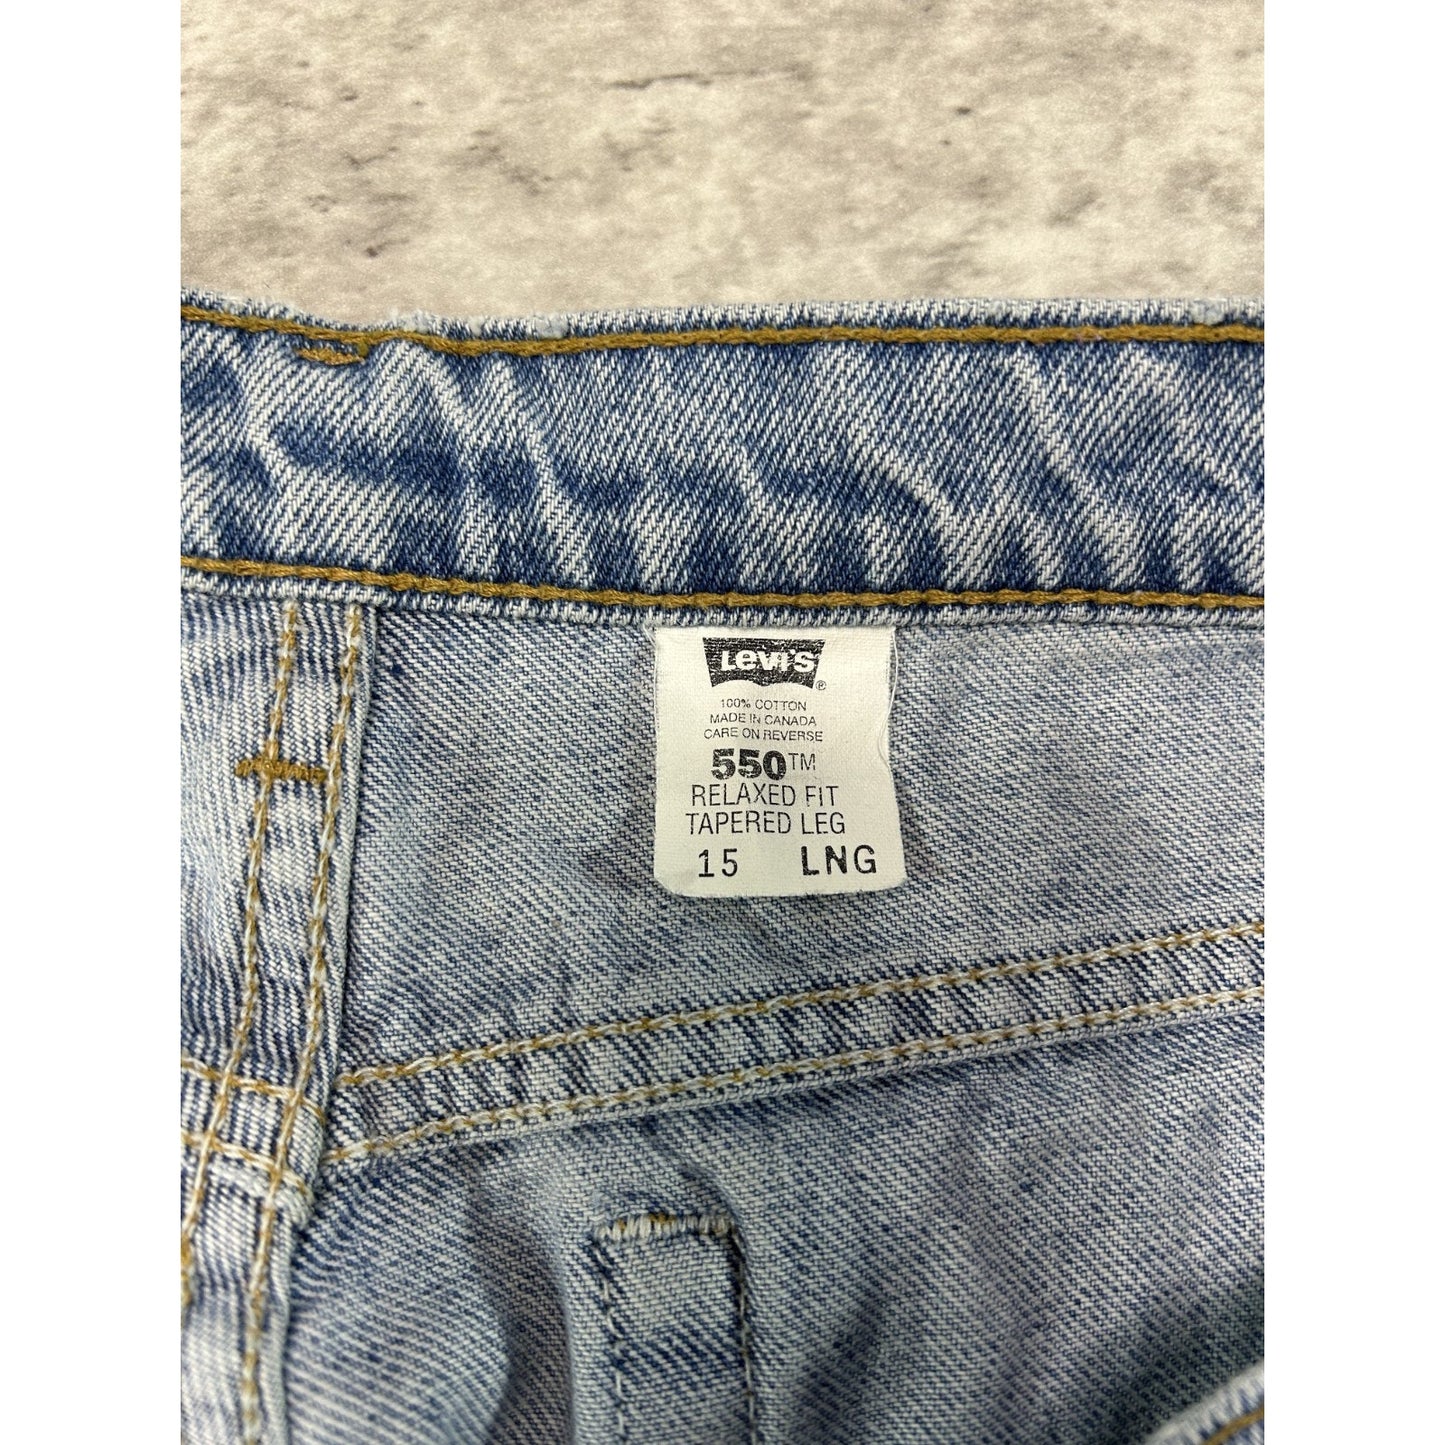 LEVI'S ®
100% COTTON
MADE IN CANADA
CARE ON REVERSE
550™
RELAXED FIT
TAPERED LEG
15 LNG